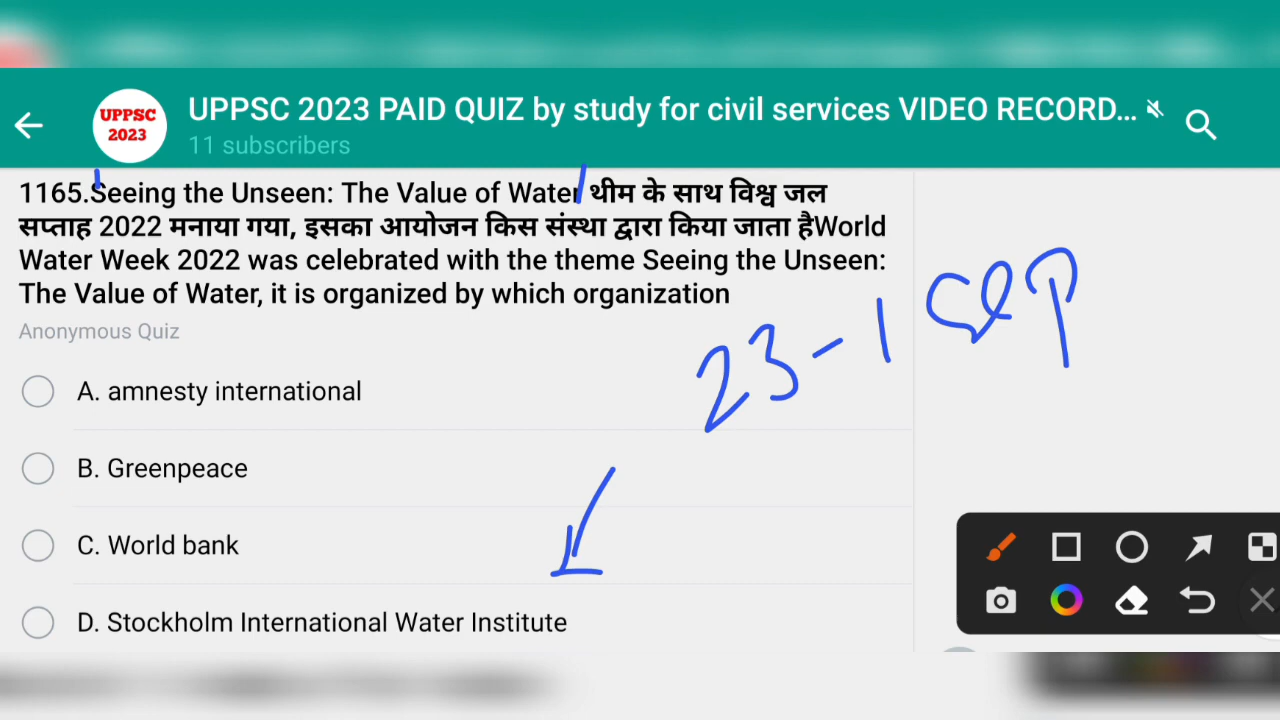 UPPSC
2023
UPPSC 2023 PAID QUIZ by study for civil services VIDEO RECORD...
11 subscribers
1165.Seeing the Unseen: The Value of Water थीम के साथ विश्व जल
सप्ताह 2022 मनाया गया, इसका आयोजन किस संस्था द्वारा किया जाता हैWorld
Water Week 2022 was celebrated with the theme Seeing the Unseen:
The Value of Water, it is organized by which organization
Anonymous Quiz
23-1 Sep
A. amnesty international
B. Greenpeace
C. World bank
D. Stockholm International Water Institute